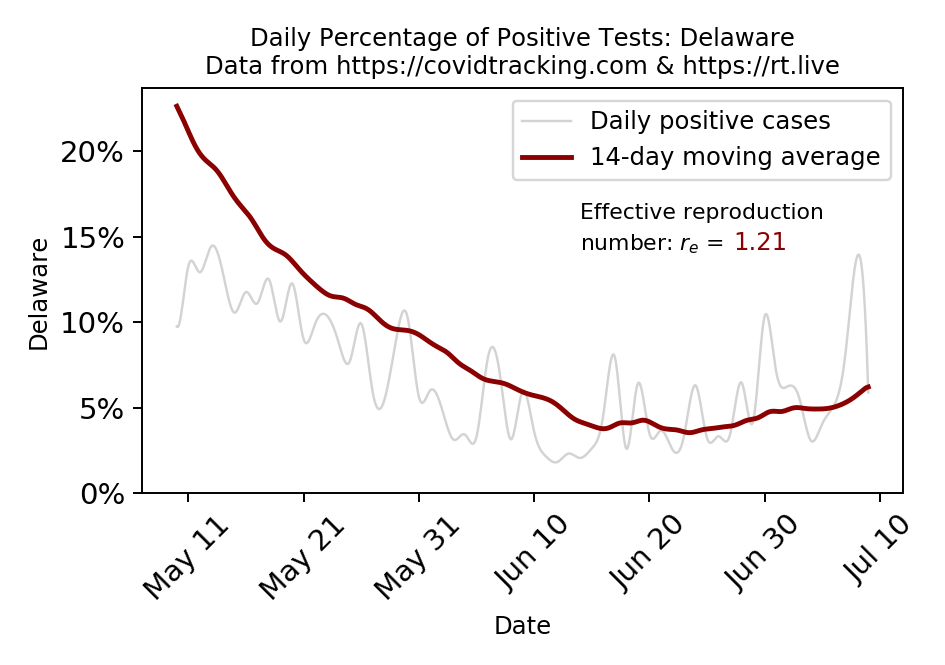 Daily Percentage of Positive Tests: Delaware
Data from https://covidtracking.com & https://rt.live
Daily positive cases
14-day moving average
Effective reproduction
number: rₑ = 1.21
Delaware
20%
15%
10%
5%
0%
May 11
May 21
May 31
Jun 10
Jun 20
Jun 30
Jul 10
Date